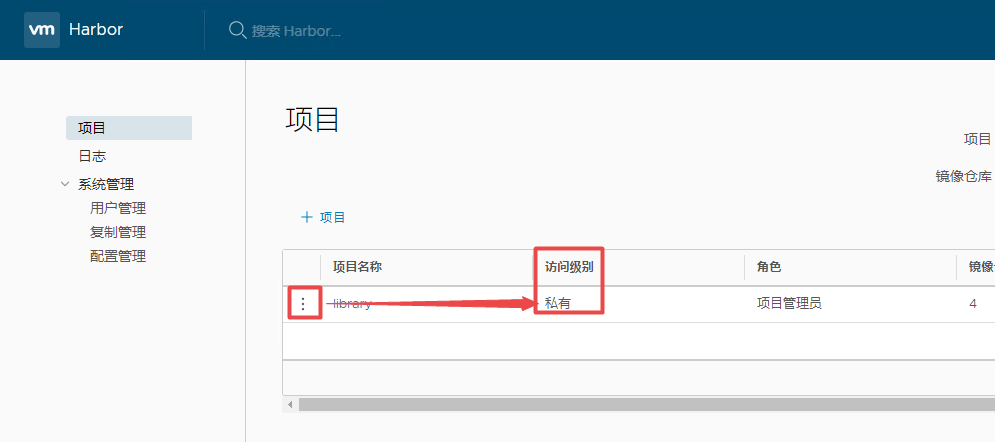 vm Harbor 搜索 Harbor...
项目
日志
系统管理
用户管理
复制管理
配置管理
项目
项目
镜像仓库
+ 项目
项目名称 访问级别 角色 镜像
library 私有 项目管理员 4